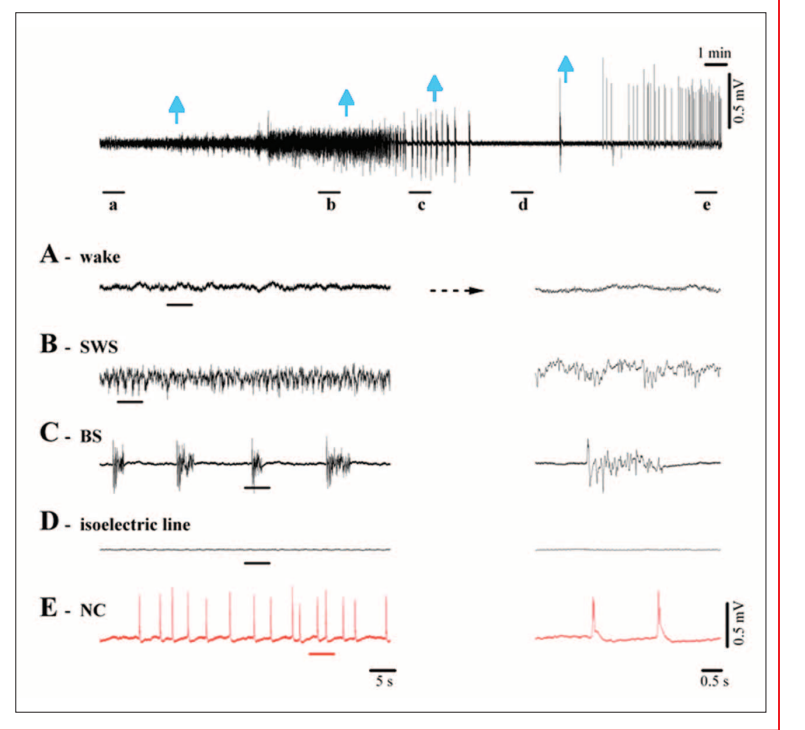 1 min
0.5 mV
a b c d e
A - wake
B - SWS
C - BS
D - isoelectric line
E - NC
0.5 mV
5 s 0.5 s